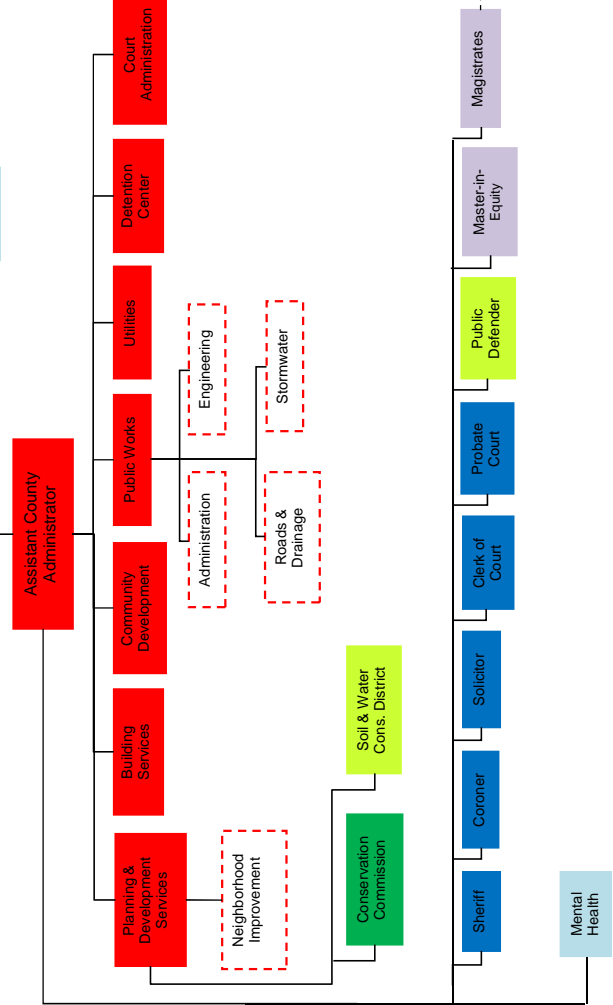 Assistant County
Administrator
Planning &
Development
Services
Building
Services
Community
Development
Public Works
Utilities
Detention
Center
Court
Administration
Neighborhood
Improvement
Administration
Engineering
Roads &
Drainage
Stormwater
Conservation
Commission
Soil & Water
Cons. District
Sheriff
Coroner
Solicitor
Clerk of
Court
Probate
Court
Public
Defender
Master-in-
Equity
Magistrates
Mental
Health